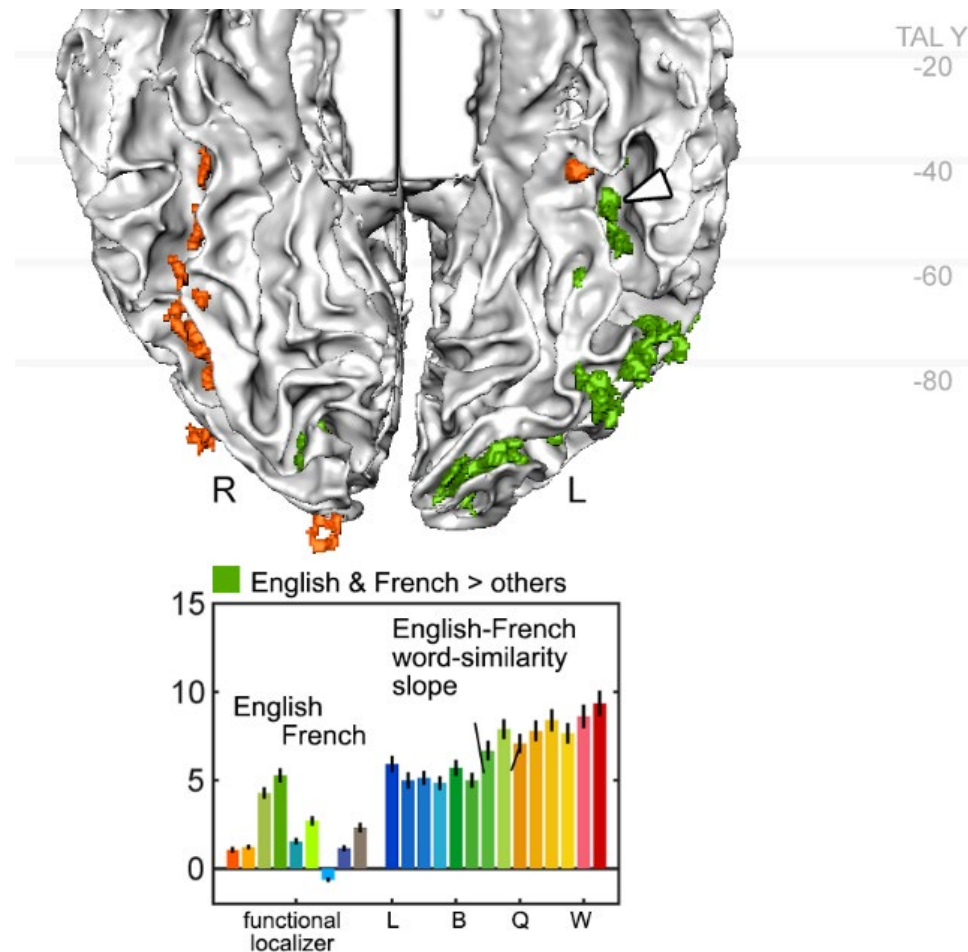 TAL Y
-20
-40
-60
-80
R
L
English & French > others
15
10
5
0
English-French
word-similarity
slope
English
French
functional
localizer
L
B
Q
W